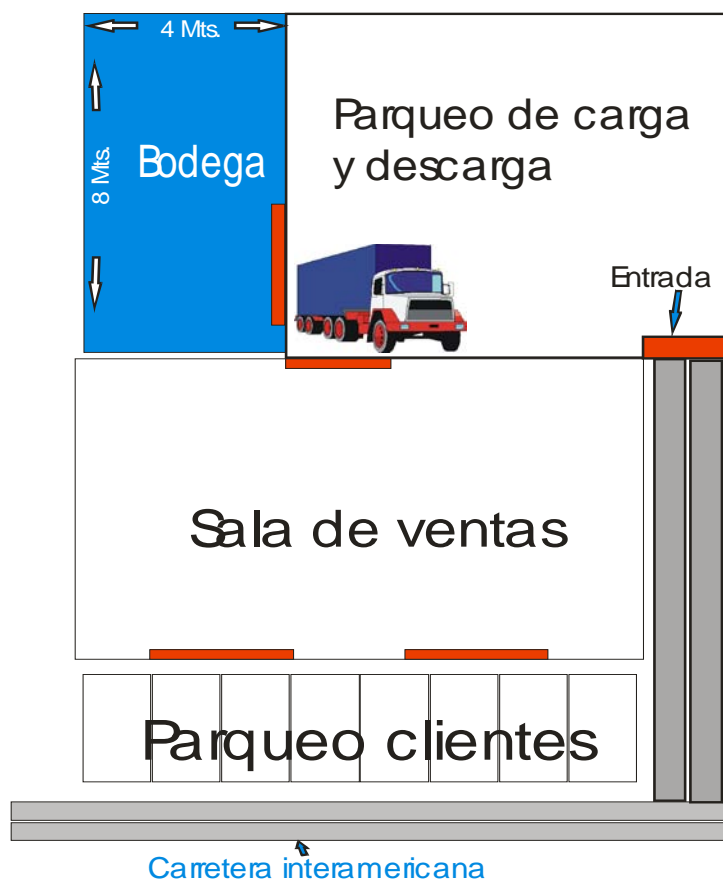 4 Mts.
8 Mts.
Bodega
Parqueo de carga
y descarga
Entrada
Sala de ventas
Parqueo clientes
Carretera interamericana